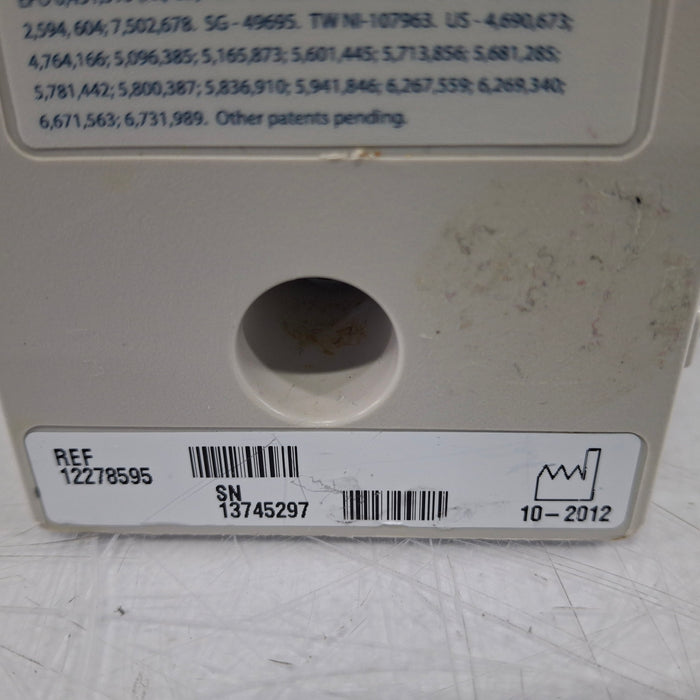 2,594,604; 7,502,678. SG - 49695. TW NI-107963. US - 4,690,673;
4,764,166; 5,096,385; 5,165,873; 5,601,445; 5,713,856; 5,681,285;
5,781,442; 5,800,387; 5,836,910; 5,941,846; 6,267,559; 6,269,340;
6,671,563; 6,731,989. Other patents pending.
REF
12278595
SN
13745297
10-2012